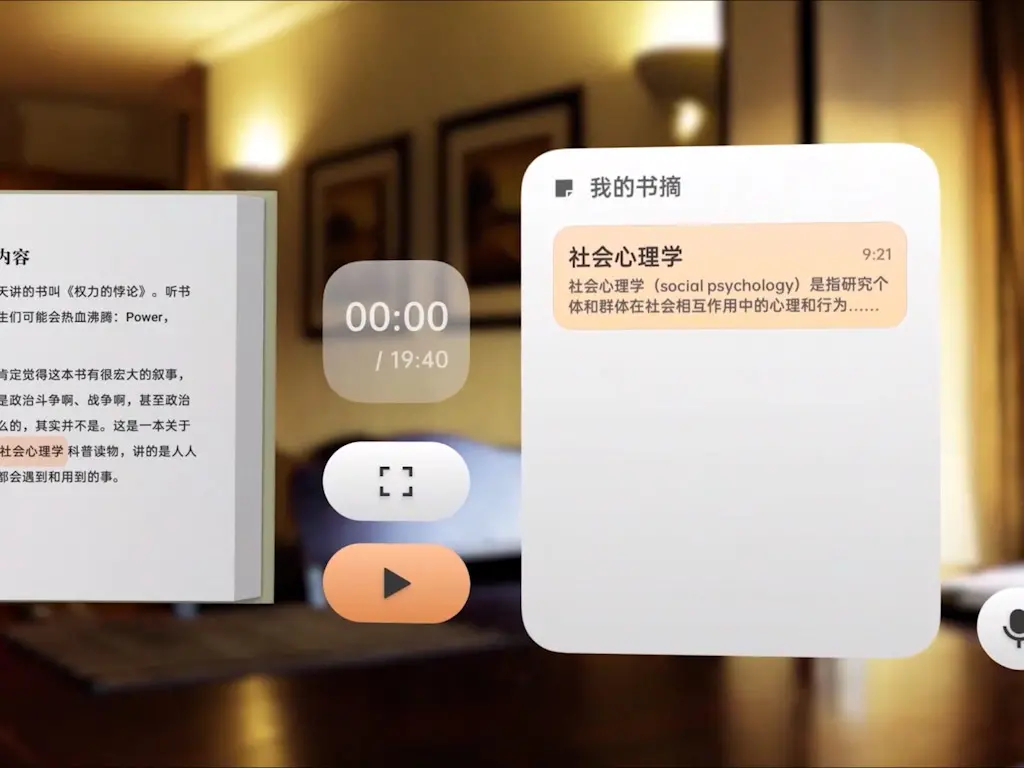 内容
天讲的书叫《权力的悖论》。听书
生们可能会热血沸腾：Power，
肯定觉得这本书有很宏大的叙事，
是政治斗争啊、战争啊，甚至政治
么的，其实并不是。这是一本关于
社会心理学科普读物，讲的是人人
都会遇到和用到的事。
00:00
/ 19:40
我的书摘
社会心理学
9:21
社会心理学（social psychology）是指研究个
体和群体在社会相互作用中的心理和行为……